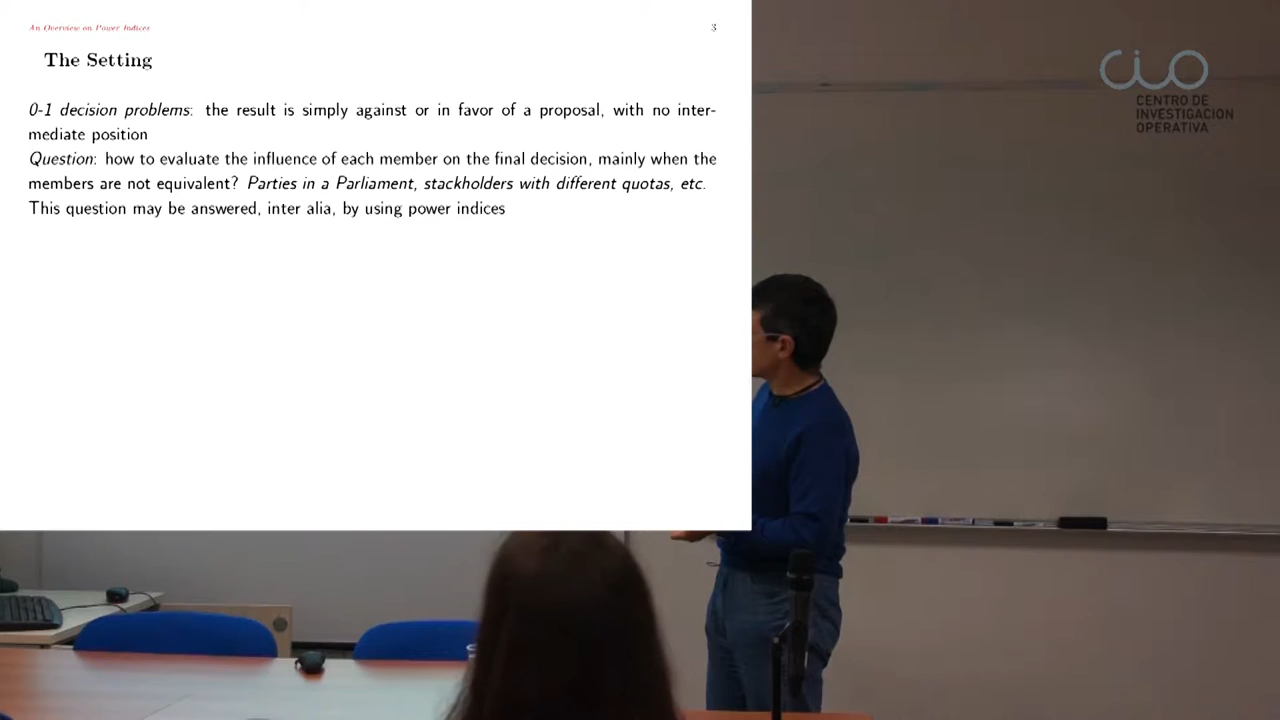 An Overview on Power Indices 3
The Setting
0-1 decision problems: the result is simply against or in favor of a proposal, with no inter-
mediate position
Question: how to evaluate the influence of each member on the final decision, mainly when the
members are not equivalent? Parties in a Parliament, stackholders with different quotas, etc.
This question may be answered, inter alia, by using power indices
CIO
CENTRO DE
INVESTIGACION
OPERATIVA